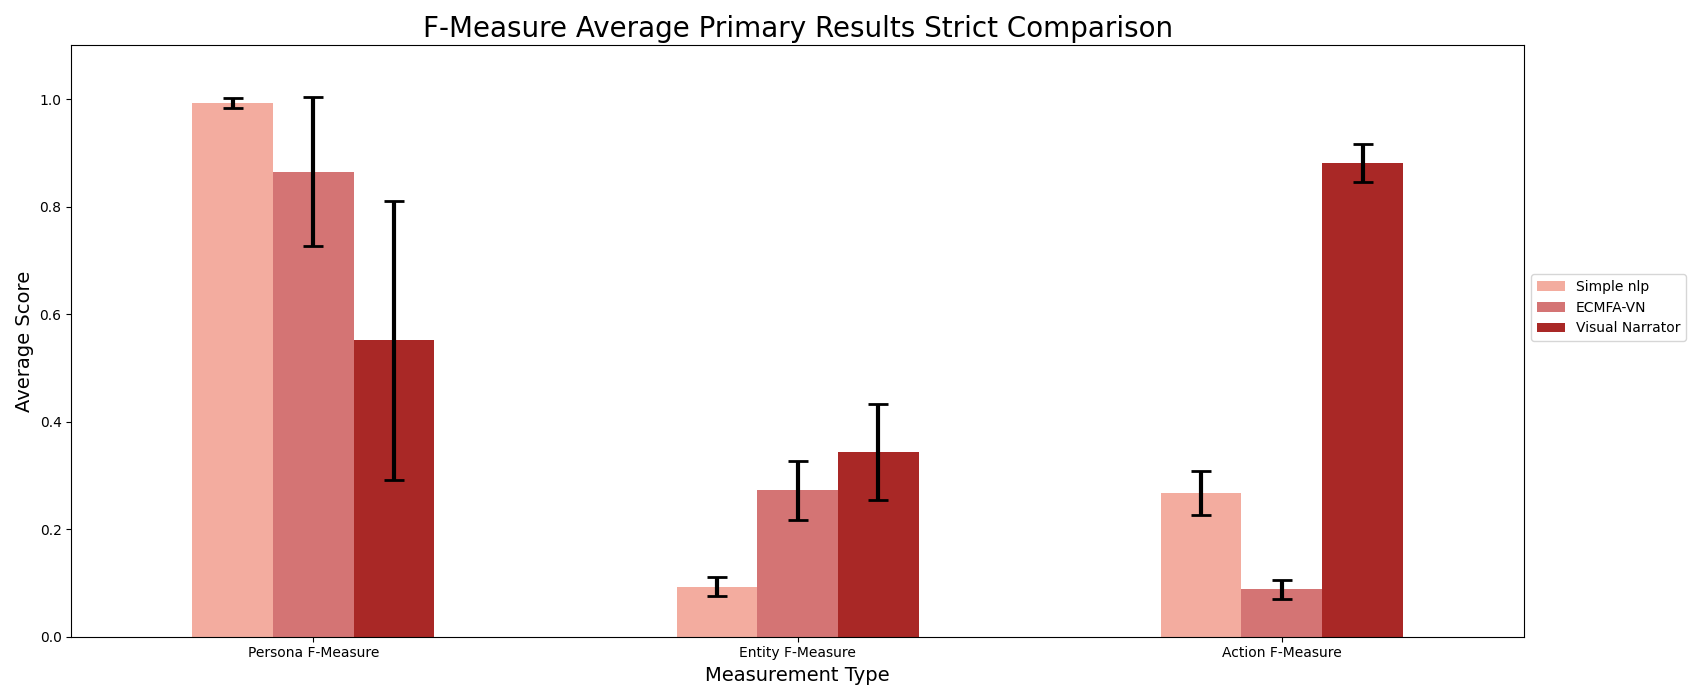 F-Measure Average Primary Results Strict Comparison
Average Score
1.0
0.8
0.6
0.4
0.2
0.0
Persona F-Measure
Entity F-Measure
Action F-Measure
Measurement Type
Simple nlp
ECMFA-VN
Visual Narrator